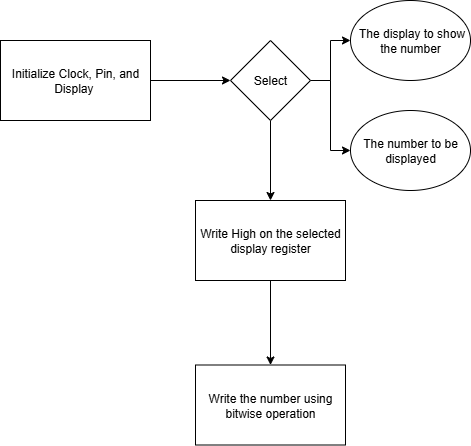 The display to show
the number
Initialize Clock, Pin, and
Display
Select
The number to be
displayed
Write High on the selected
display register
Write the number using
bitwise operation